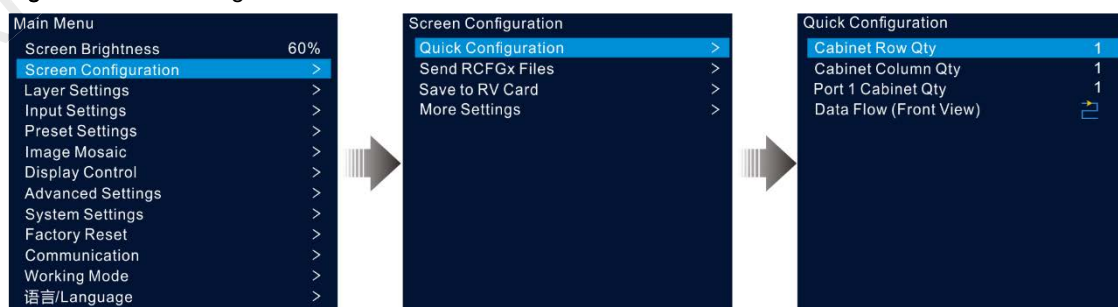 Main Menu
Screen Brightness 60%
Screen Configuration >
Layer Settings >
Input Settings >
Preset Settings >
Image Mosaic >
Display Control >
Advanced Settings >
System Settings >
Factory Reset >
Communication >
Working Mode >
语言/Language >
Screen Configuration
Quick Configuration >
Send RCFGx Files >
Save to RV Card >
More Settings >
Quick Configuration
Cabinet Row Qty 1
Cabinet Column Qty 1
Port 1 Cabinet Qty 1
Data Flow (Front View)